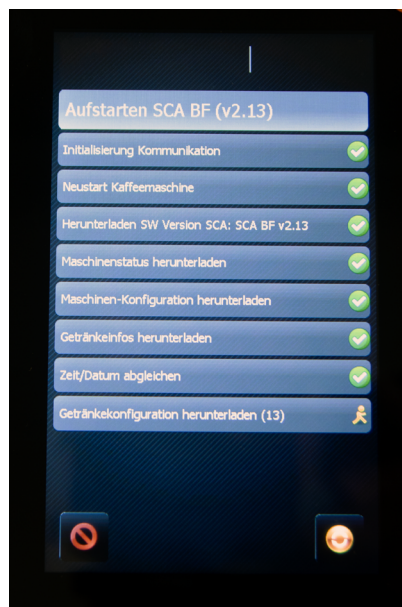 Aufstarten SCA BF (v2.13)
Initialisierung Kommunikation
Neustart Kaffeemaschine
Herunterladen SW Version SCA: SCA BF v2.13
Maschinenstatus herunterladen
Maschinen-Konfiguration herunterladen
Getränkeinfos herunterladen
Zeit/Datum abgleichen
Getränkekonfiguration herunterladen (13)